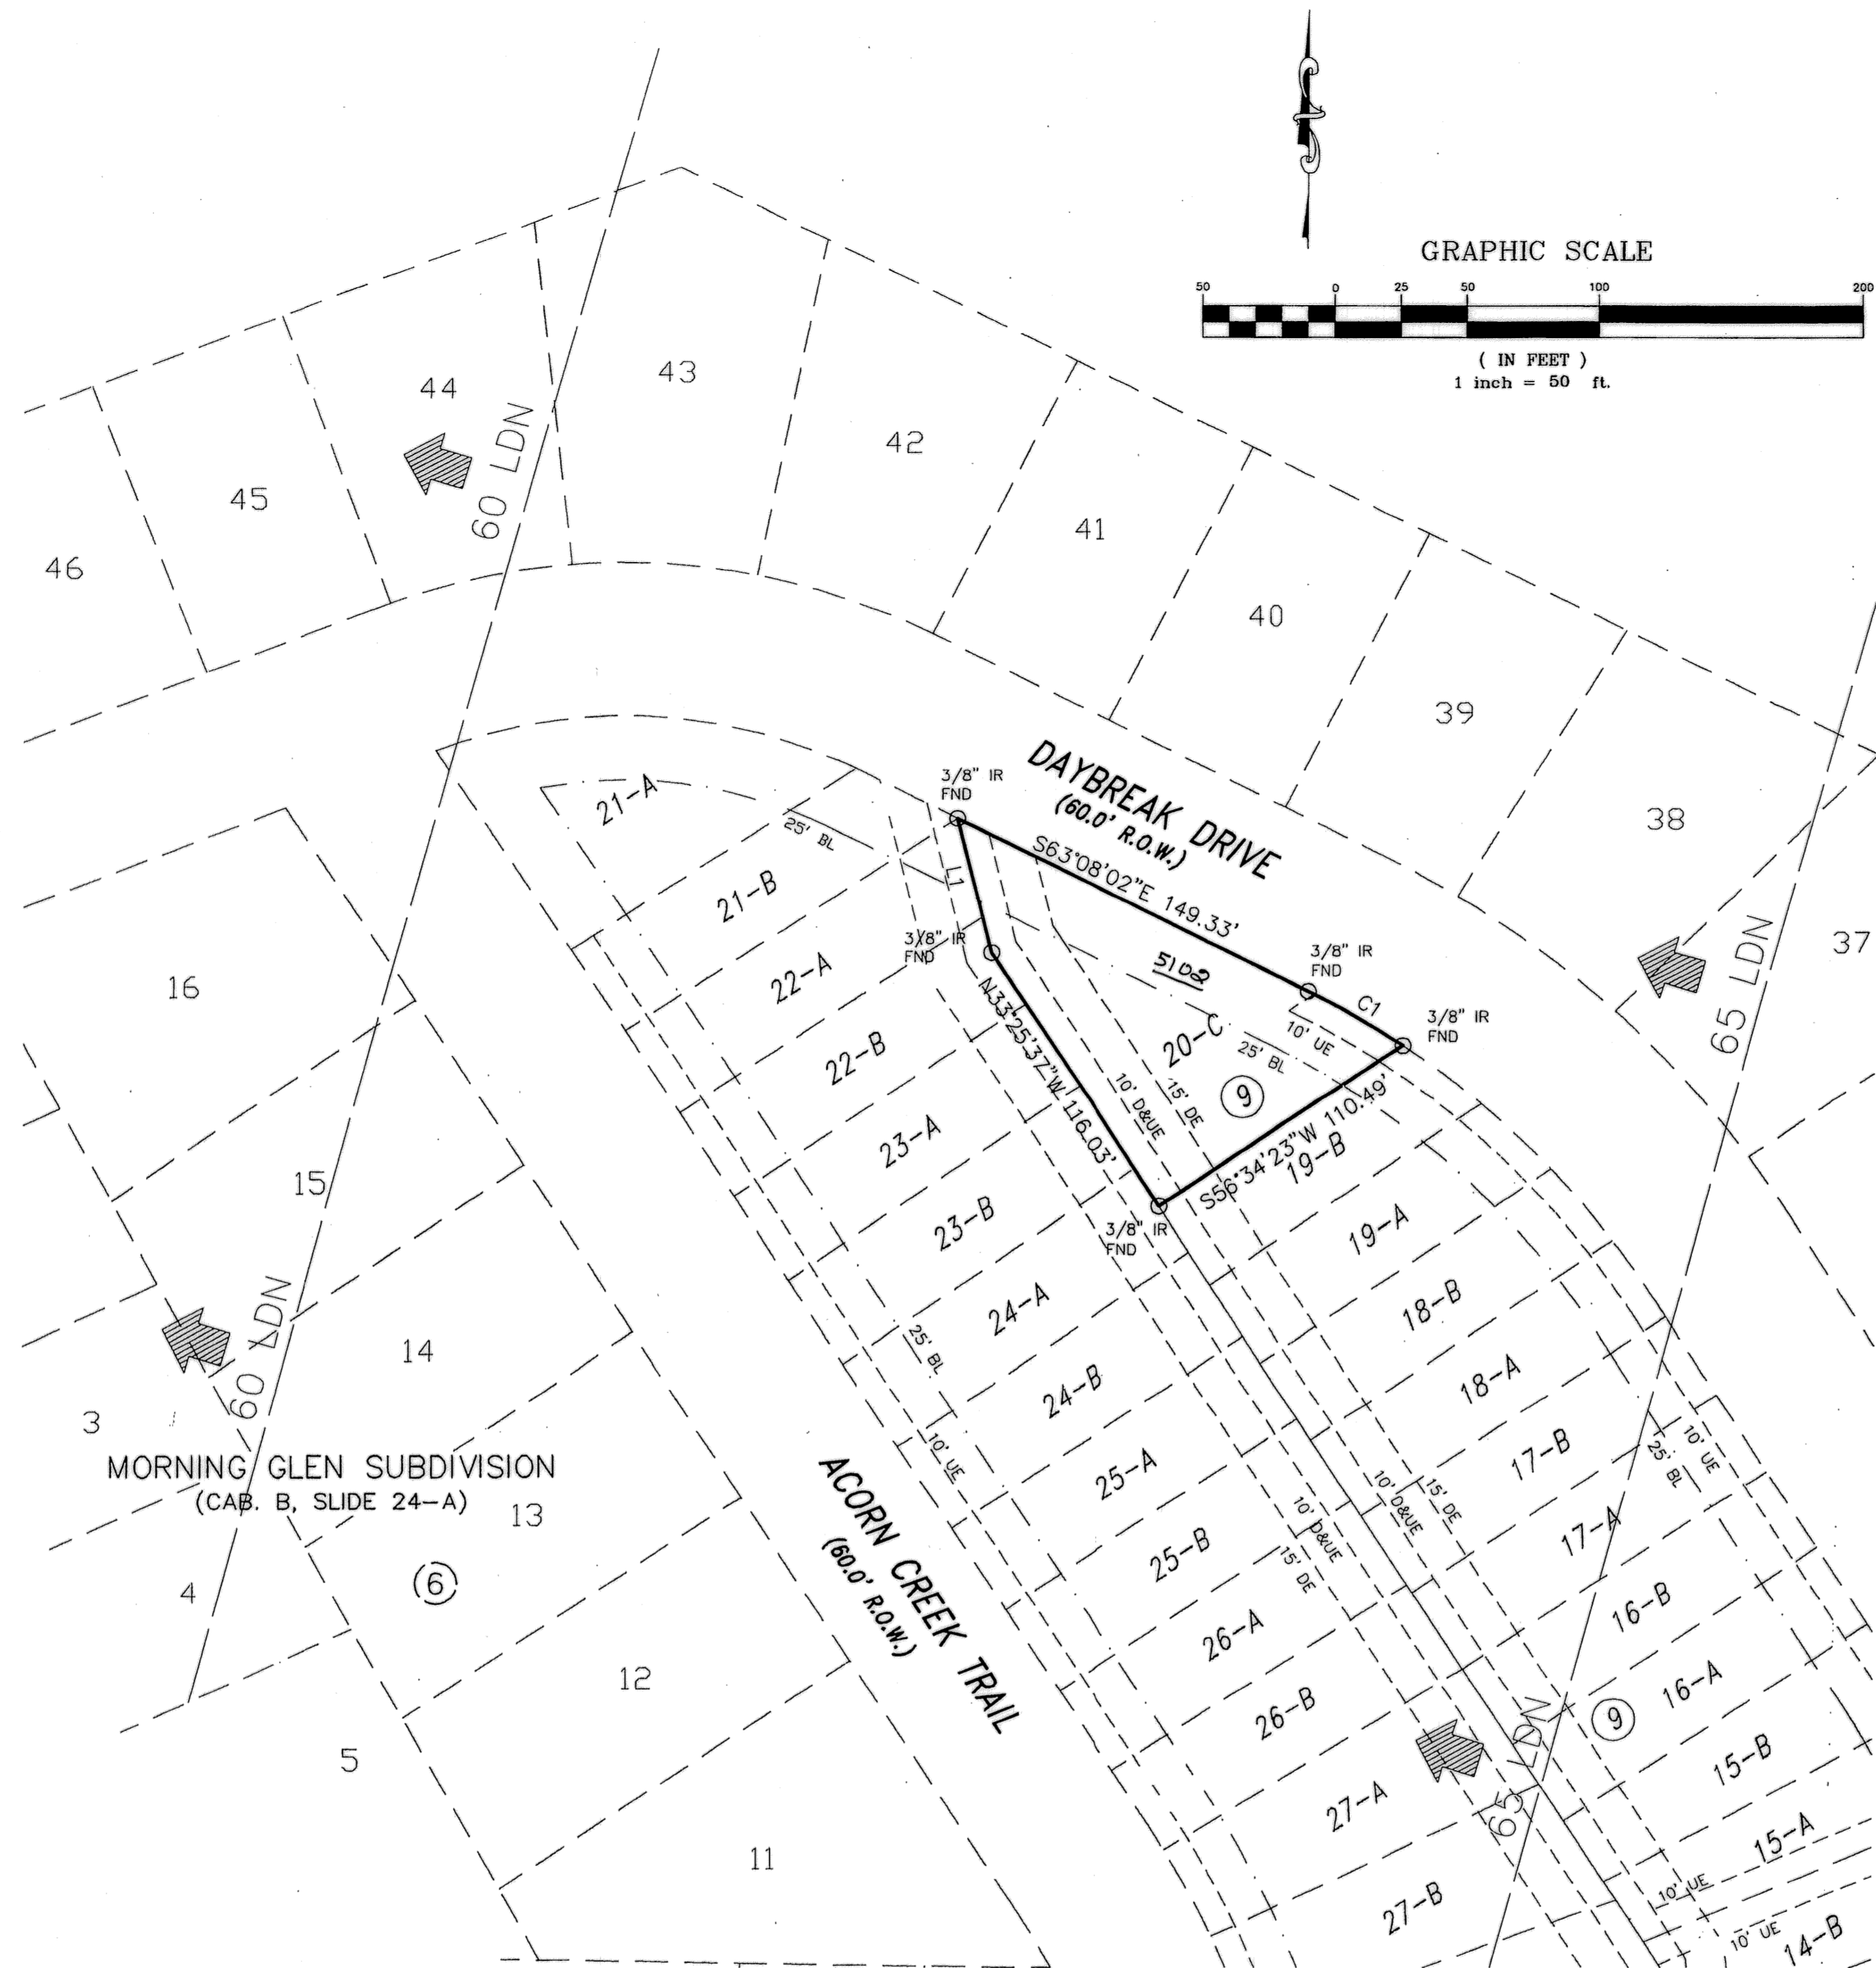 GRAPHIC SCALE
50 0 25 50 100 200
( IN FEET )
1 inch = 50 ft.
43
44
60 LDN
42
45
41
46
40
39
38
37
65 LDN
DAYBREAK DRIVE
(60.0' R.O.W.)
3/8" IR
FND
S63°08'02"E 149.33'
21-A
25' BL
L1
21-B
3/8" IR
FND
3/8" IR
FND
C1
3/8" IR
FND
5102
10' UE
20-C
25' BL
9
22-A
16
N33°25'37"W 116.03'
22-B
10' D&UE
15' DE
S56°34'23"W 110.49'
19-B
23-A
15
23-B
3/8" IR
FND
19-A
24-A
18-B
60 LDN
14
25' BL
24-B
18-A
3
10' UE
25-A
17-B
25' BL
10' UE
MORNING GLEN SUBDIVISION
(CAB. B, SLIDE 24-A)
13
ACORN CREEK TRAIL
(60.0' R.O.W.)
10' D&UE
15' DE
10' D&UE
15' DE
17-A
25-B
4
6
16-B
26-A
12
16-A
26-B
9
65 LDN
5
15-B
27-A
15-A
11
10' UE
27-B
10' UE
14-B